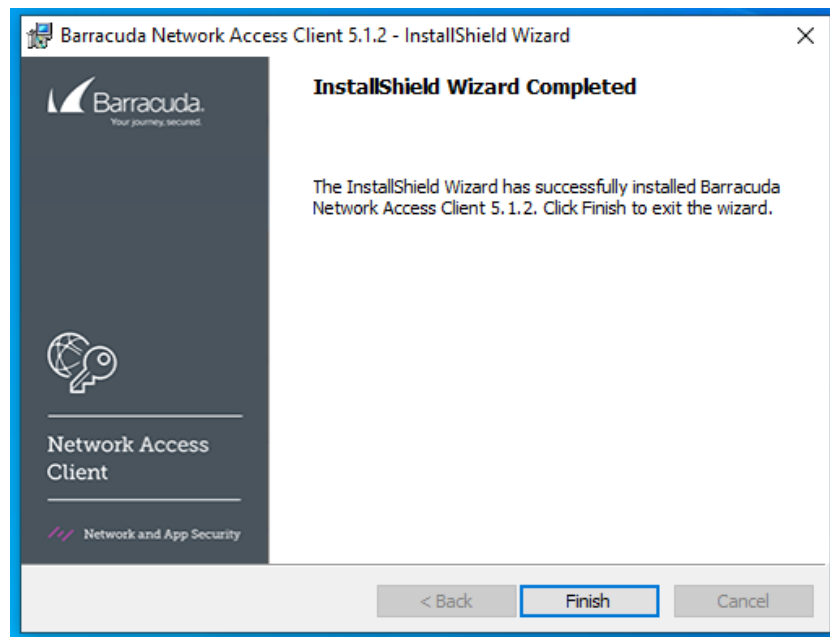 Barracuda Network Access Client 5.1.2 - InstallShield Wizard
Barracuda.
Your journey, secured.
InstallShield Wizard Completed
The InstallShield Wizard has successfully installed Barracuda
Network Access Client 5.1.2. Click Finish to exit the wizard.
Network Access
Client
Network and App Security
< Back
Finish
Cancel